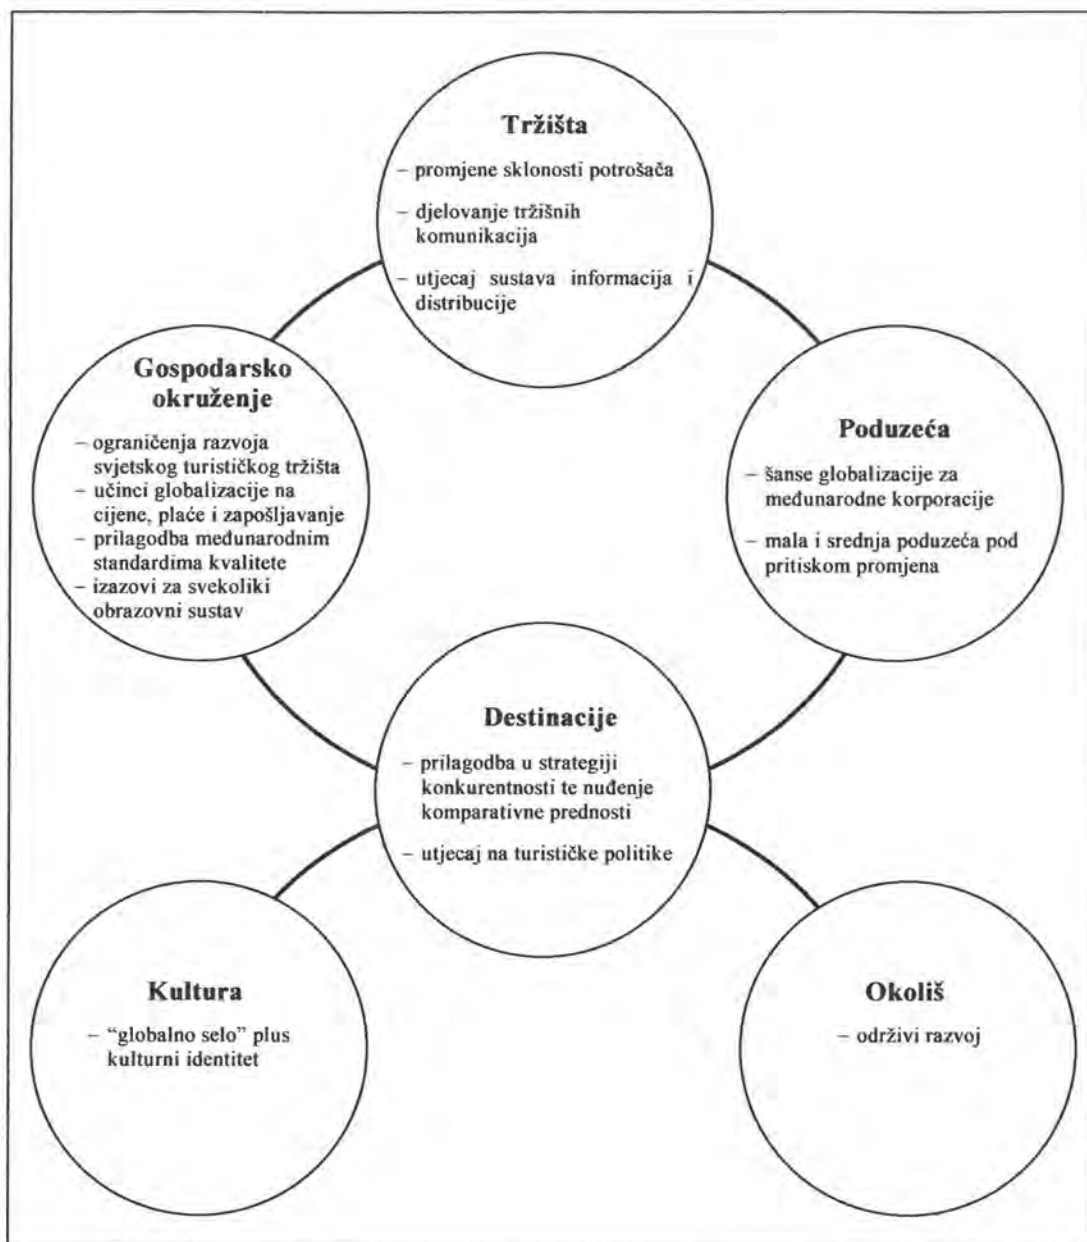 Tržišta
– promjene sklonosti potrošača
– djelovanje tržišnih
komunikacija
– utjecaj sustava informacija i
distribucije
Gospodarsko
okruženje
– ograničenja razvoja
svjetskog turističkog tržišta
– učinci globalizacije na
cijene, plaće i zapošljavanje
– prilagodba međunarodnim
standardima kvalitete
– izazovi za svekoliki
obrazovni sustav
Poduzeća
– šanse globalizacije za
međunarodne korporacije
– mala i srednja poduzeća pod
pritiskom promjena
Destinacije
– prilagodba u strategiji
konkurentnosti te nuđenje
komparativne prednosti
– utjecaj na turističke politike
Kultura
– “globalno selo” plus
kulturni identitet
Okoliš
– održivi razvoj